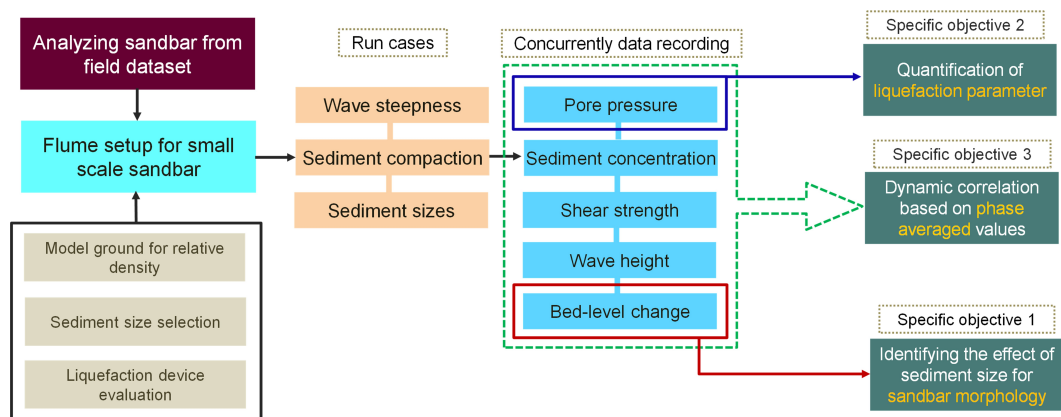 Analyzing sandbar from
field dataset
Flume setup for small
scale sandbar
Model ground for relative
density
Sediment size selection
Liquefaction device
evaluation
Run cases
Wave steepness
Sediment compaction
Sediment sizes
Concurrently data recording
Pore pressure
Sediment concentration
Shear strength
Wave height
Bed-level change
Specific objective 2
Quantification of
liquefaction parameter
Specific objective 3
Dynamic correlation
based on phase
averaged values
Specific objective 1
Identifying the effect of
sediment size for
sandbar morphology